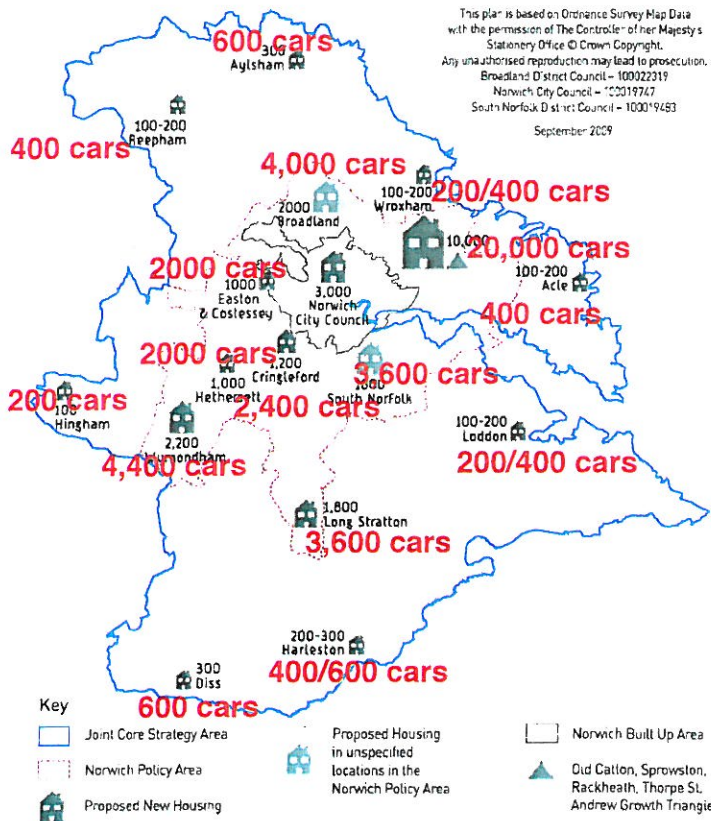 This plan is based on Ordnance Survey Map Data
with the permission of The Controller of her Majesty's
Stationery Office © Crown Copyright.
Any unauthorised reproduction may lead to prosecution.
Broadland District Council – 100022319
Norwich City Council – 100019747
South Norfolk District Council – 100019483
September 2009
600 cars
300
Aylsham
100-200
Reepham
400 cars
4,000 cars
2000
Broadland
100-200
Wroxham
200/400 cars
10,000
20,000 cars
100-200
Acle
400 cars
2000 cars
1000
Easton
& Costessey
3,000
Norwich
City Council
2000 cars
1,200
Cringleford
1,000
Hethersett
2,400 cars
3,600 cars
South Norfolk
200 cars
100
Hingham
2,200
Wymondham
4,400 cars
100-200
Loddon
200/400 cars
1,800
Long Stratton
3,600 cars
200-300
Harleston
400/600 cars
300
Diss
600 cars
Key
Joint Core Strategy Area
Norwich Policy Area
Proposed New Housing
Proposed Housing
in unspecified
locations in the
Norwich Policy Area
Norwich Built Up Area
Old Catton, Sprowston,
Rackheath, Thorpe St.
Andrew Growth Triangle